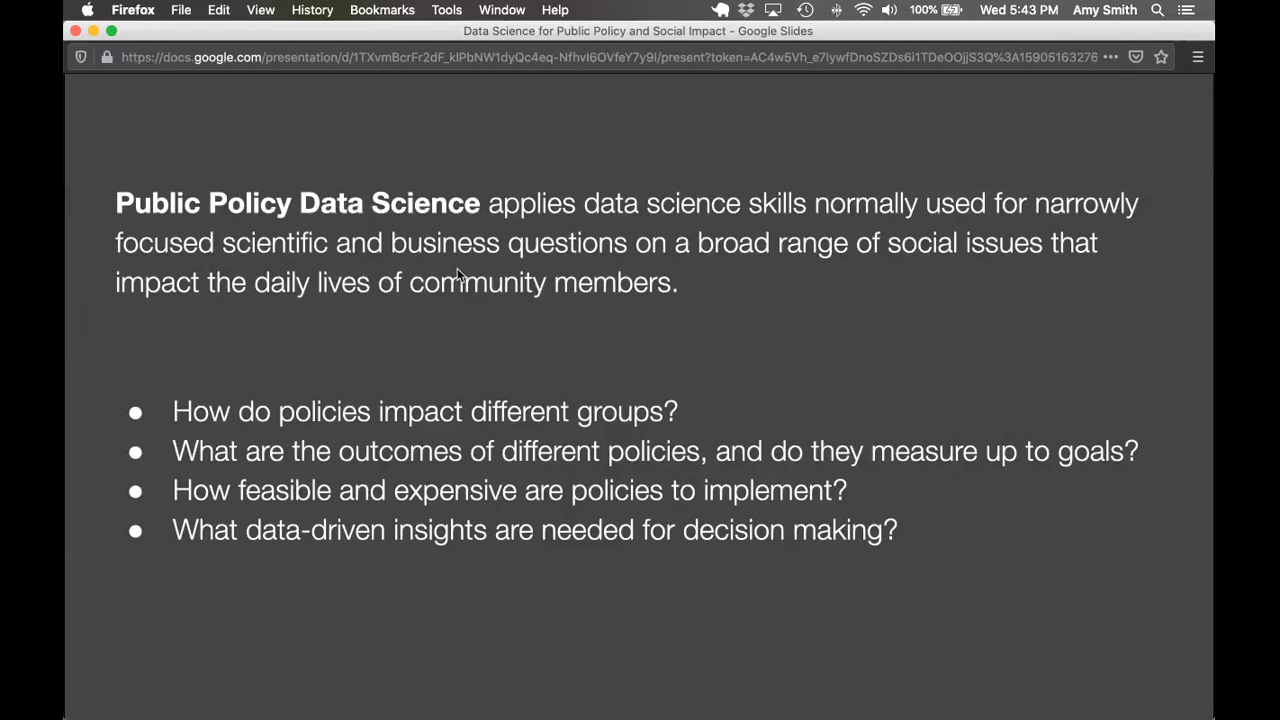 Firefox File Edit View History Bookmarks Tools Window Help 100% Wed 5:43 PM Amy Smith
Data Science for Public Policy and Social Impact - Google Slides
Public Policy Data Science applies data science skills normally used for narrowly
focused scientific and business questions on a broad range of social issues that
impact the daily lives of community members.
● How do policies impact different groups?
● What are the outcomes of different policies, and do they measure up to goals?
● How feasible and expensive are policies to implement?
● What data-driven insights are needed for decision making?